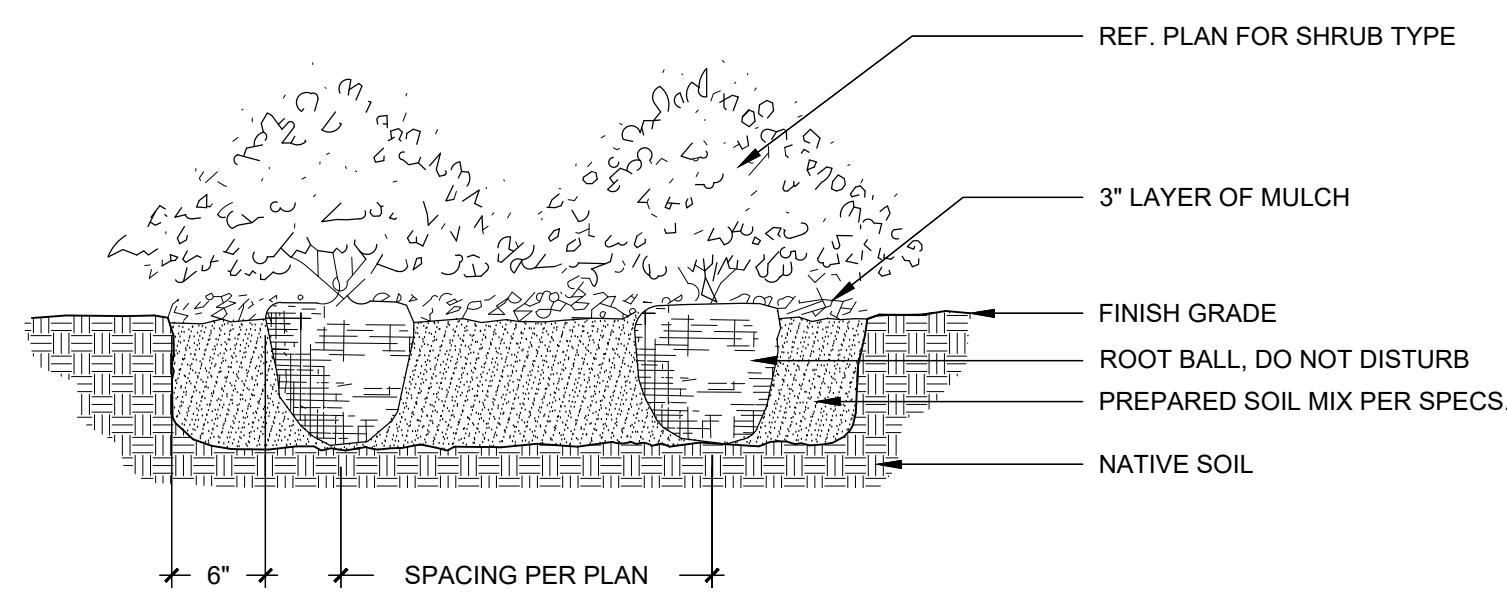 REF. PLAN FOR SHRUB TYPE
3" LAYER OF MULCH
FINISH GRADE
ROOT BALL, DO NOT DISTURB
PREPARED SOIL MIX PER SPECS.
NATIVE SOIL
6"
SPACING PER PLAN